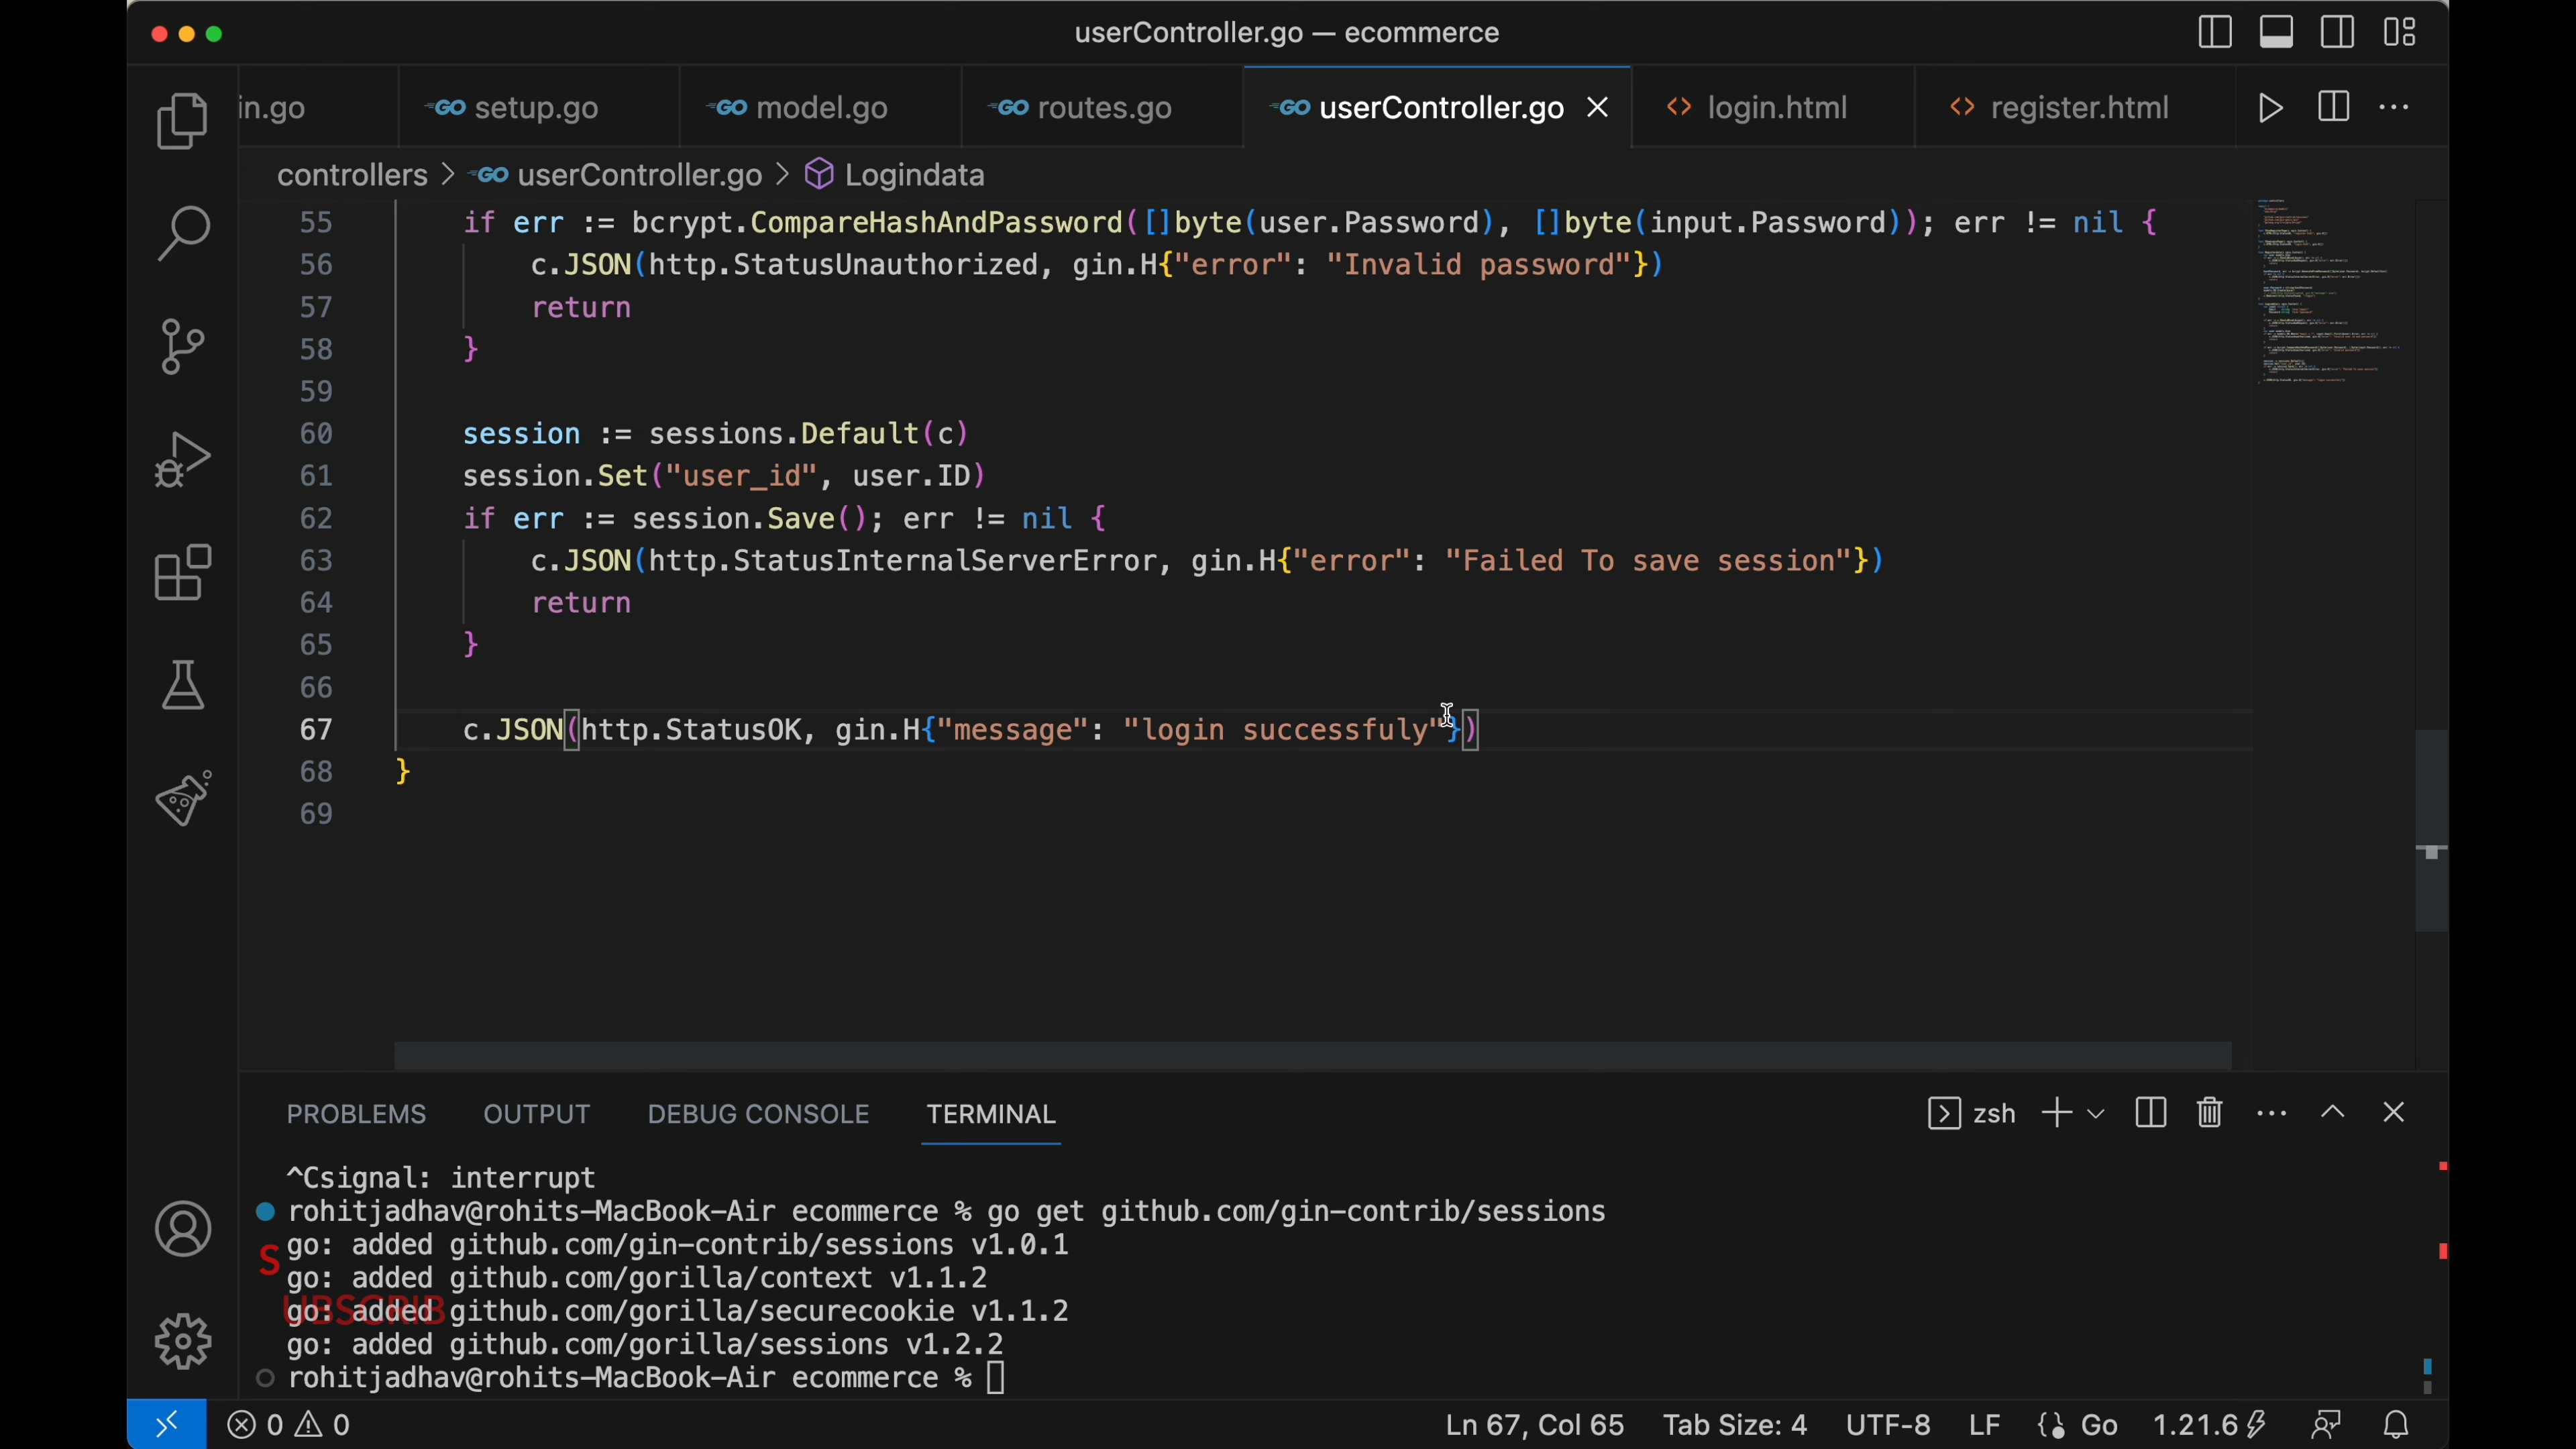 userController.go — ecommerce
in.go
GO setup.go
GO model.go
GO routes.go
GO userController.go
login.html
register.html
controllers > GO userController.go > Logindata
55 if err := bcrypt.CompareHashAndPassword([]byte(user.Password), []byte(input.Password)); err != nil {
56 c.JSON(http.StatusUnauthorized, gin.H{"error": "Invalid password"})
57 return
58 }
59
60 session := sessions.Default(c)
61 session.Set("user_id", user.ID)
62 if err := session.Save(); err != nil {
63 c.JSON(http.StatusInternalServerError, gin.H{"error": "Failed To save session"})
64 return
65 }
66
67 c.JSON(http.StatusOK, gin.H{"message": "login successfuly"})
68 }
69
PROBLEMS OUTPUT DEBUG CONSOLE TERMINAL zsh
^Csignal: interrupt
rohitjadhav@rohits-MacBook-Air ecommerce % go get github.com/gin-contrib/sessions
go: added github.com/gin-contrib/sessions v1.0.1
go: added github.com/gorilla/context v1.1.2
go: added github.com/gorilla/securecookie v1.1.2
go: added github.com/gorilla/sessions v1.2.2
rohitjadhav@rohits-MacBook-Air ecommerce %
S
UBSCRIB
0 0 Ln 67, Col 65 Tab Size: 4 UTF-8 LF {} Go 1.21.6